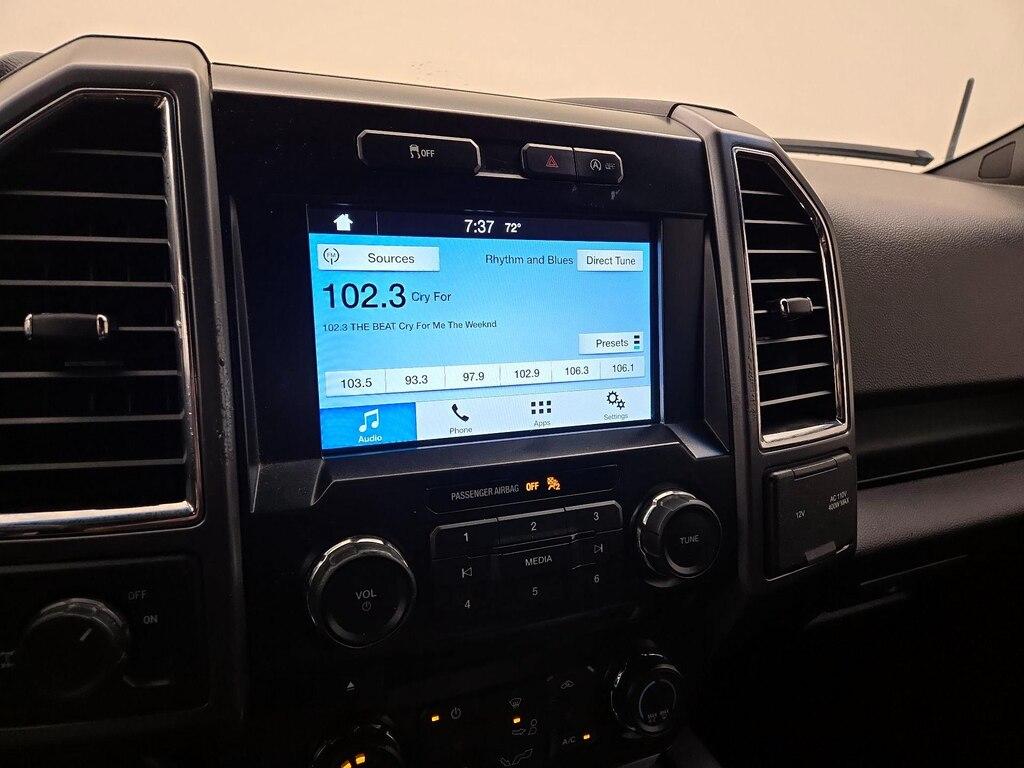 OFF
7:37 72°
FM
Sources
Rhythm and Blues
Direct Tune
102.3 Cry For
102.3 THE BEAT Cry For Me The Weeknd
Presets
103.5 93.3 97.9 102.9 106.3 106.1
Audio
Phone
Apps
Settings
PASSENGER AIRBAG OFF
1 2 3
MEDIA
4 5 6
VOL
TUNE
12V
AC 110V
400W MAX
OFF
ON
A/C